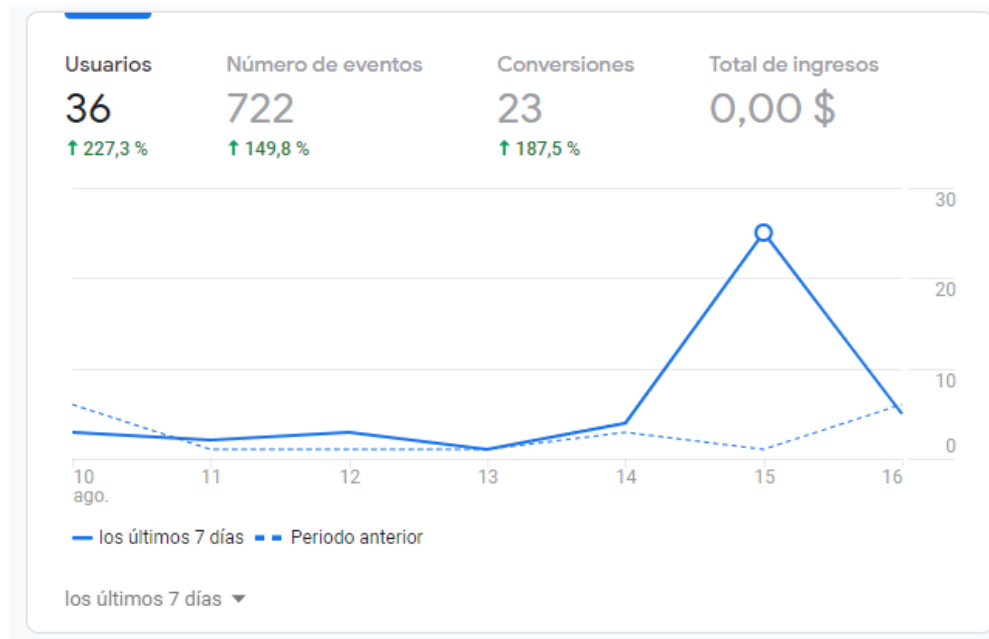 Usuarios
Número de eventos
Conversiones
Total de ingresos
36
722
23
0,00 $
↑ 227,3 %
↑ 149,8 %
↑ 187,5 %
30
20
10
0
10
ago.
11
12
13
14
15
16
los últimos 7 días
Periodo anterior
los últimos 7 días